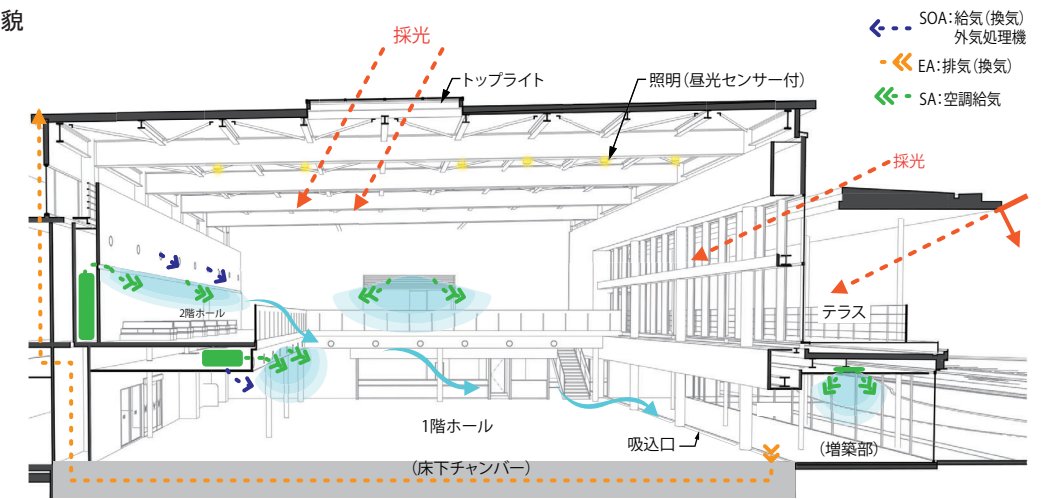 貌
SOA:給気(換気)
外気処理機
EA:排気(換気)
SA:空調給気
採光
トップライト
照明(昼光センサー付)
採光
テラス
2階ホール
1階ホール
吸込口
(増築部)
(床下チャンバー)